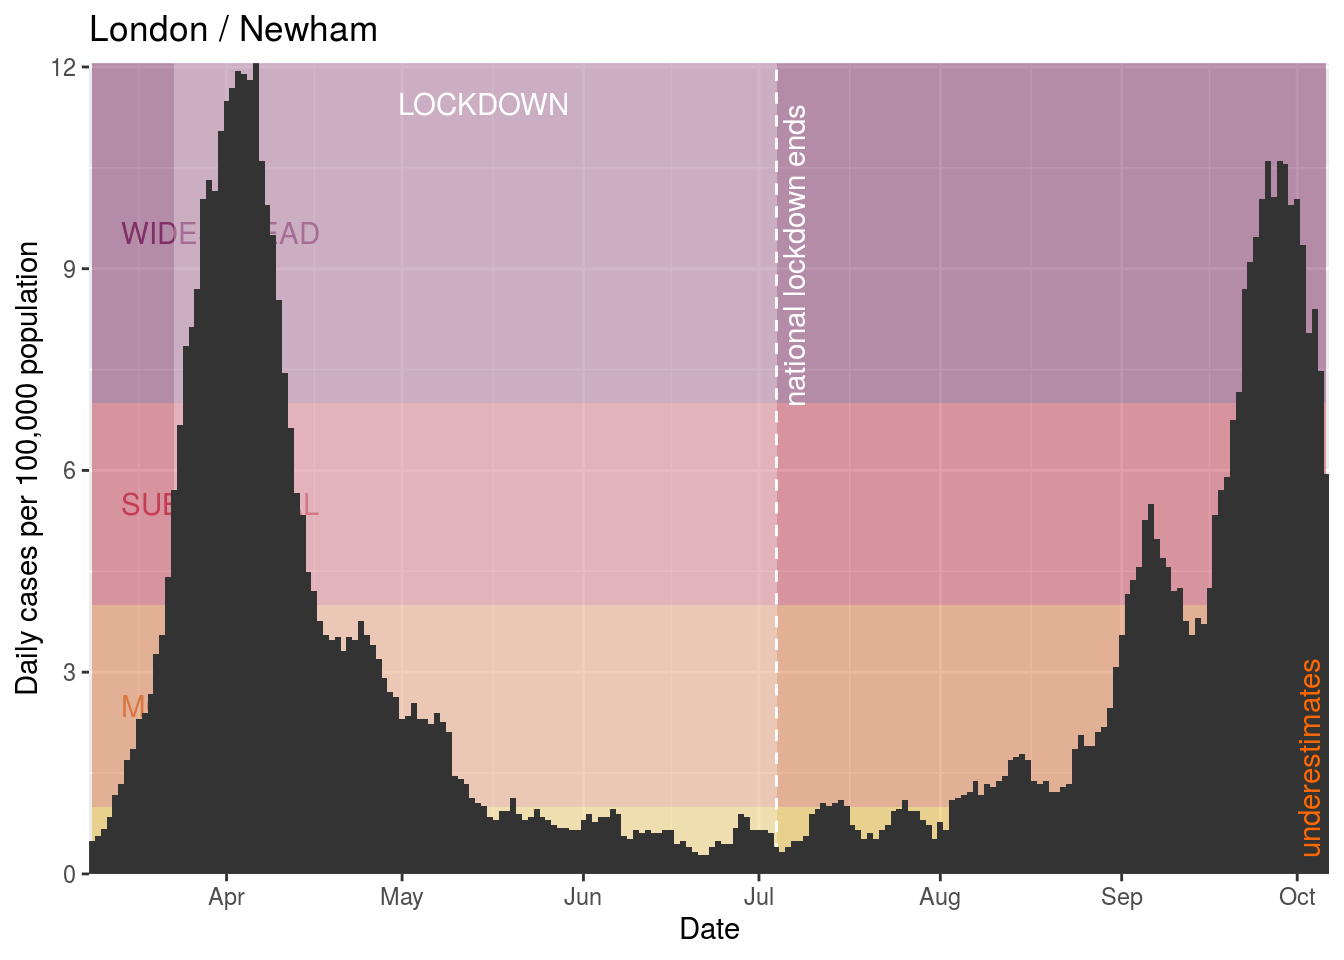 London / Newham
12
9
6
3
0
Daily cases per 100,000 population
LOCKDOWN
national lockdown ends
underestimates
Apr
May
Jun
Jul
Aug
Sep
Oct
Date